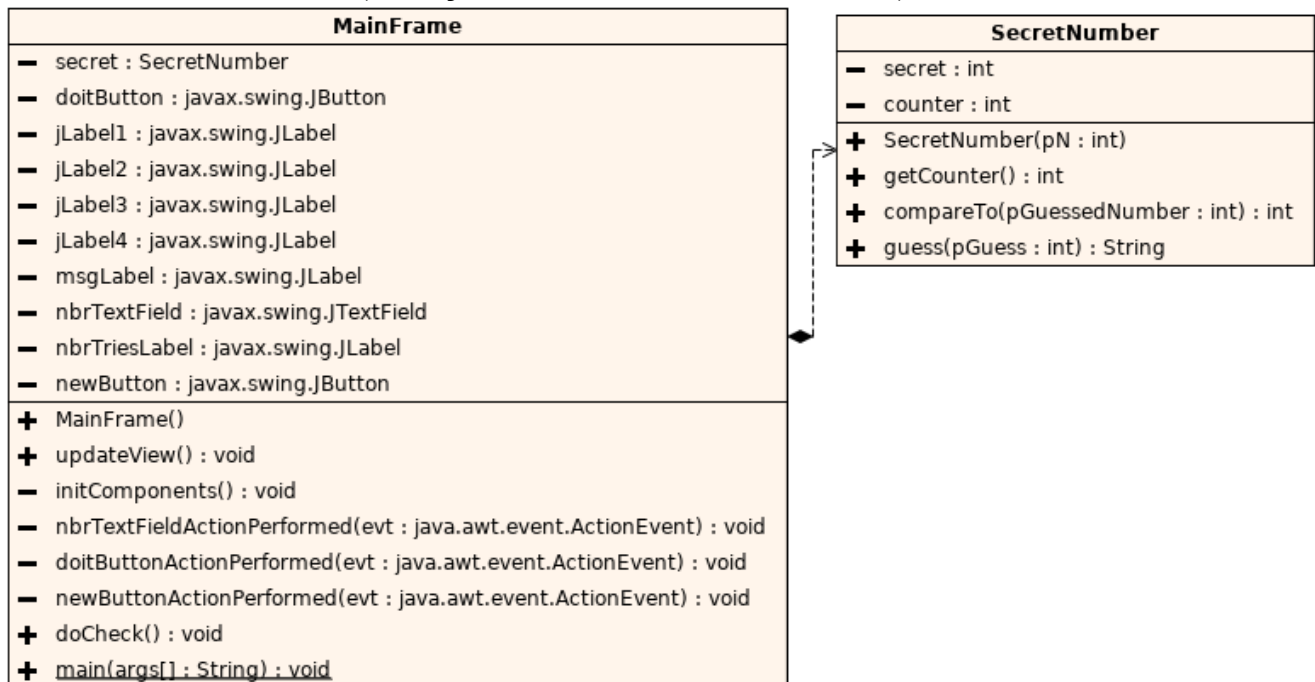 MainFrame
− secret : SecretNumber
− doitButton : javax.swing.JButton
− jLabel1 : javax.swing.JLabel
− jLabel2 : javax.swing.JLabel
− jLabel3 : javax.swing.JLabel
− jLabel4 : javax.swing.JLabel
− msgLabel : javax.swing.JLabel
− nbrTextField : javax.swing.JTextField
− nbrTriesLabel : javax.swing.JLabel
− newButton : javax.swing.JButton
+ MainFrame()
+ updateView() : void
− initComponents() : void
− nbrTextFieldActionPerformed(evt : java.awt.event.ActionEvent) : void
− doitButtonActionPerformed(evt : java.awt.event.ActionEvent) : void
− newButtonActionPerformed(evt : java.awt.event.ActionEvent) : void
+ doCheck() : void
+ main(args[] : String) : void
SecretNumber
− secret : int
− counter : int
+ SecretNumber(pN : int)
+ getCounter() : int
+ compareTo(pGuessedNumber : int) : int
+ guess(pGuess : int) : String